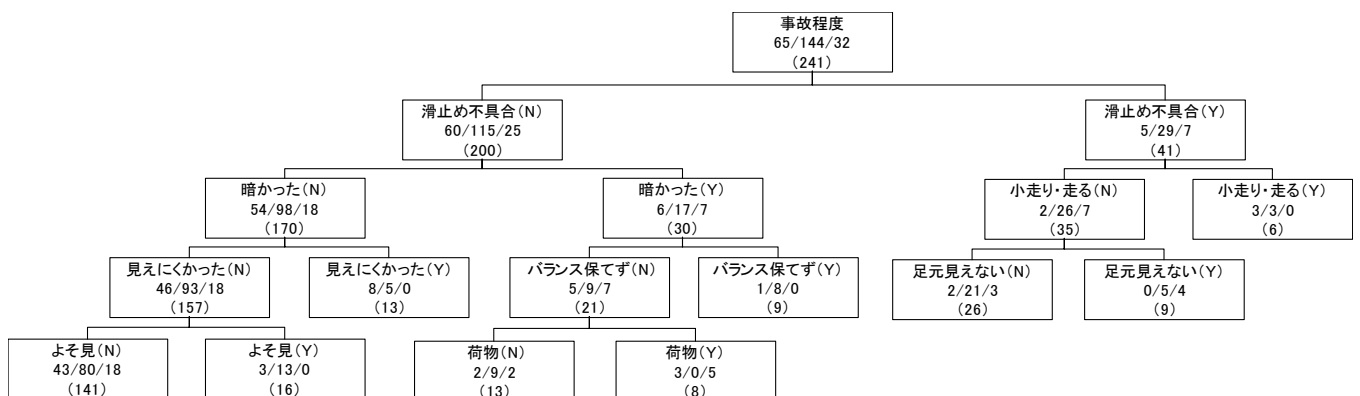 事故程度
65/144/32
(241)
滑止め不具合(N)
60/115/25
(200)
滑止め不具合(Y)
5/29/7
(41)
暗かった(N)
54/98/18
(170)
暗かった(Y)
6/17/7
(30)
小走り・走る(N)
2/26/7
(35)
小走り・走る(Y)
3/3/0
(6)
見えにくかった(N)
46/93/18
(157)
見えにくかった(Y)
8/5/0
(13)
バランス保てず(N)
5/9/7
(21)
バランス保てず(Y)
1/8/0
(9)
足元見えない(N)
2/21/3
(26)
足元見えない(Y)
0/5/4
(9)
よそ見(N)
43/80/18
(141)
よそ見(Y)
3/13/0
(16)
荷物(N)
2/9/2
(13)
荷物(Y)
3/0/5
(8)